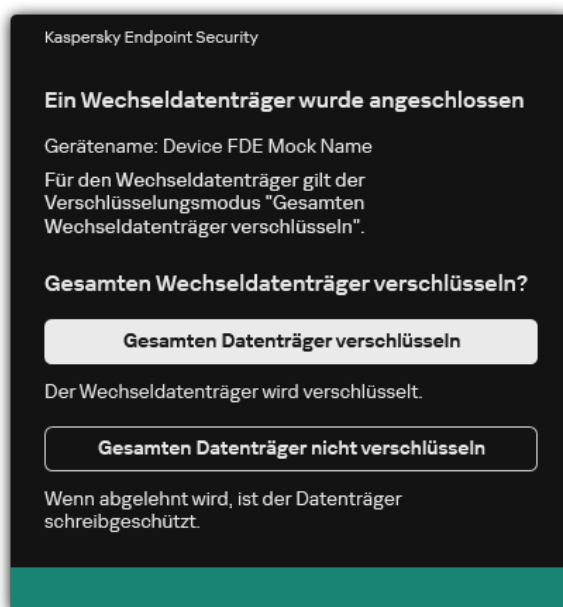 Kaspersky Endpoint Security
Ein Wechseldatenträger wurde angeschlossen
Gerätename: Device FDE Mock Name
Für den Wechseldatenträger gilt der
Verschlüsselungsmodus "Gesamten
Wechseldatenträger verschlüsseln".
Gesamten Wechseldatenträger verschlüsseln?
Gesamten Datenträger verschlüsseln
Der Wechseldatenträger wird verschlüsselt.
Gesamten Datenträger nicht verschlüsseln
Wenn abgelehnt wird, ist der Datenträger
schreibgeschützt.